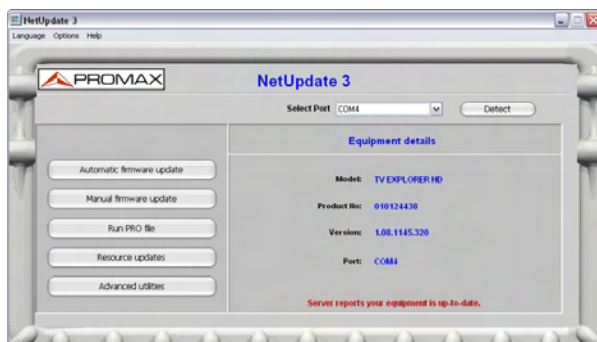 NetUpdate 3
Language Options Help
PROMAX
NetUpdate 3
Select Port COM4 Detect
Equipment details
Automatic firmware update
Manual firmware update
Run PRO file
Resource updates
Advanced utilities
Model: TV EXPLORER HD
Product No: 010124438
Version: 1.08.1145.320
Port: COM4
Server reports your equipment is up-to-date.